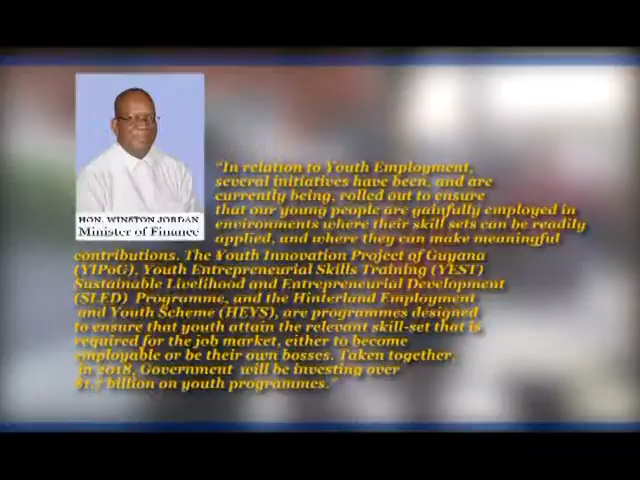 HON. WINSTON JORDAN
Minister of Finance
"In relation to Youth Employment,
several initiatives have been, and are
currently being, rolled out to ensure
that our young people are gainfully employed in
environments where their skill sets can be readily
applied, and where they can make meaningful
contributions. The Youth Innovation Project of Guyana
(YIPoG), Youth Entrepreneurial Skills Training (YEST)
Sustainable Livelihood and Entrepreneurial Development
(SLED) Programme, and the Hinterland Employment
and Youth Scheme (HEYS), are programmes designed
to ensure that youth attain the relevant skill-set that is
required for the job market, either to become
employable or be their own bosses. Taken together,
in 2018, Government will be investing over
$1.7 billion on youth programmes."